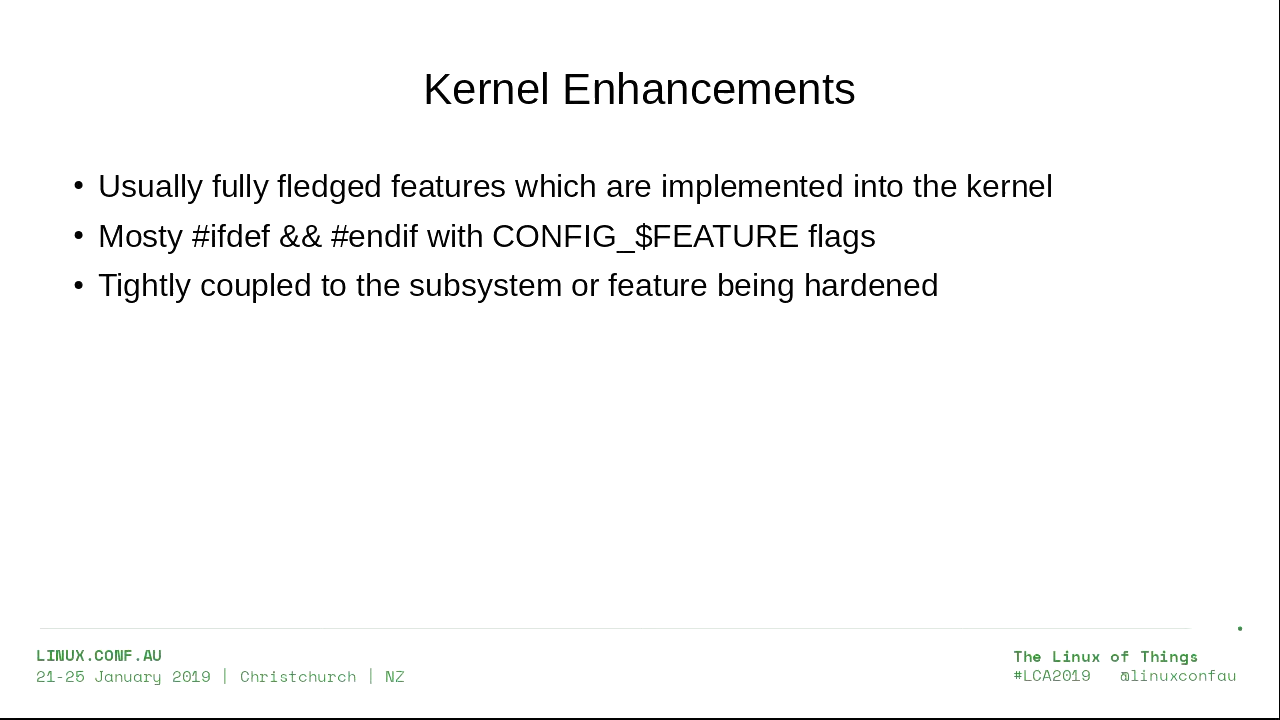 Kernel Enhancements
• Usually fully fledged features which are implemented into the kernel
• Mosty #ifdef && #endif with CONFIG_$FEATURE flags
• Tightly coupled to the subsystem or feature being hardened
LINUX.CONF.AU
21-25 January 2019 | Christchurch | NZ
The Linux of Things
#LCA2019 @linuxconfau